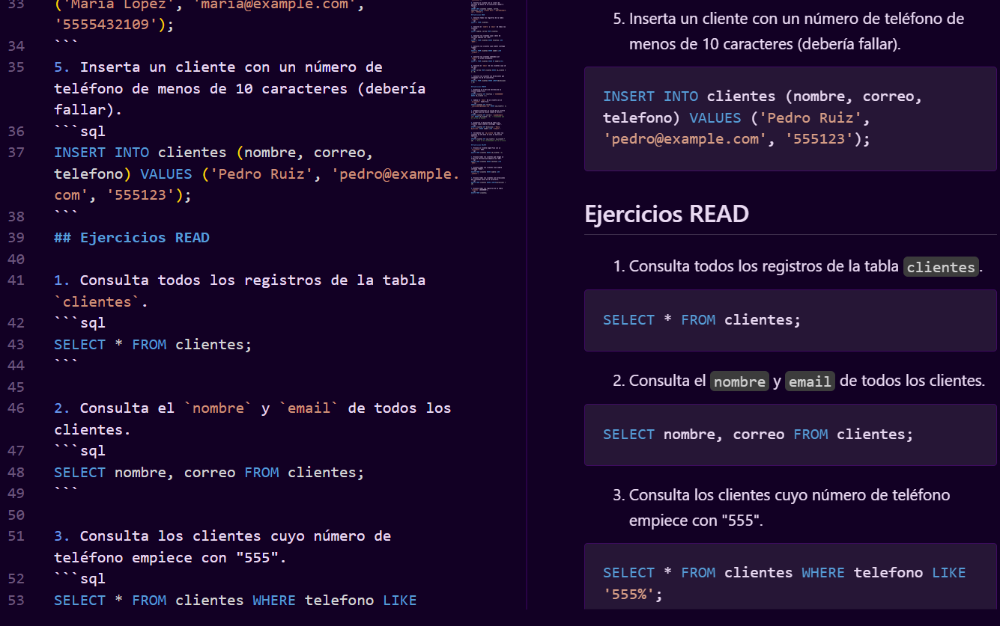 33 ('María López', 'maria@example.com',
'5555432109');
34 ```
35 5. Inserta un cliente con un número de
teléfono de menos de 10 caracteres (debería
fallar).
36 ```sql
37 INSERT INTO clientes (nombre, correo,
telefono) VALUES ('Pedro Ruiz', 'pedro@example.
com', '555123');
38 ```
39 ## Ejercicios READ
40
41 1. Consulta todos los registros de la tabla
`clientes`.
42 ```sql
43 SELECT * FROM clientes;
44 ```
45
46 2. Consulta el `nombre` y `email` de todos los
clientes.
47 ```sql
48 SELECT nombre, correo FROM clientes;
49 ```
50
51 3. Consulta los clientes cuyo número de
teléfono empiece con "555".
52 ```sql
53 SELECT * FROM clientes WHERE telefono LIKE
5. Inserta un cliente con un número de teléfono de
menos de 10 caracteres (debería fallar).
INSERT INTO clientes (nombre, correo,
telefono) VALUES ('Pedro Ruiz',
'pedro@example.com', '555123');
Ejercicios READ
1. Consulta todos los registros de la tabla clientes.
SELECT * FROM clientes;
2. Consulta el nombre y email de todos los clientes.
SELECT nombre, correo FROM clientes;
3. Consulta los clientes cuyo número de teléfono
empiece con "555".
SELECT * FROM clientes WHERE telefono LIKE
'555%';